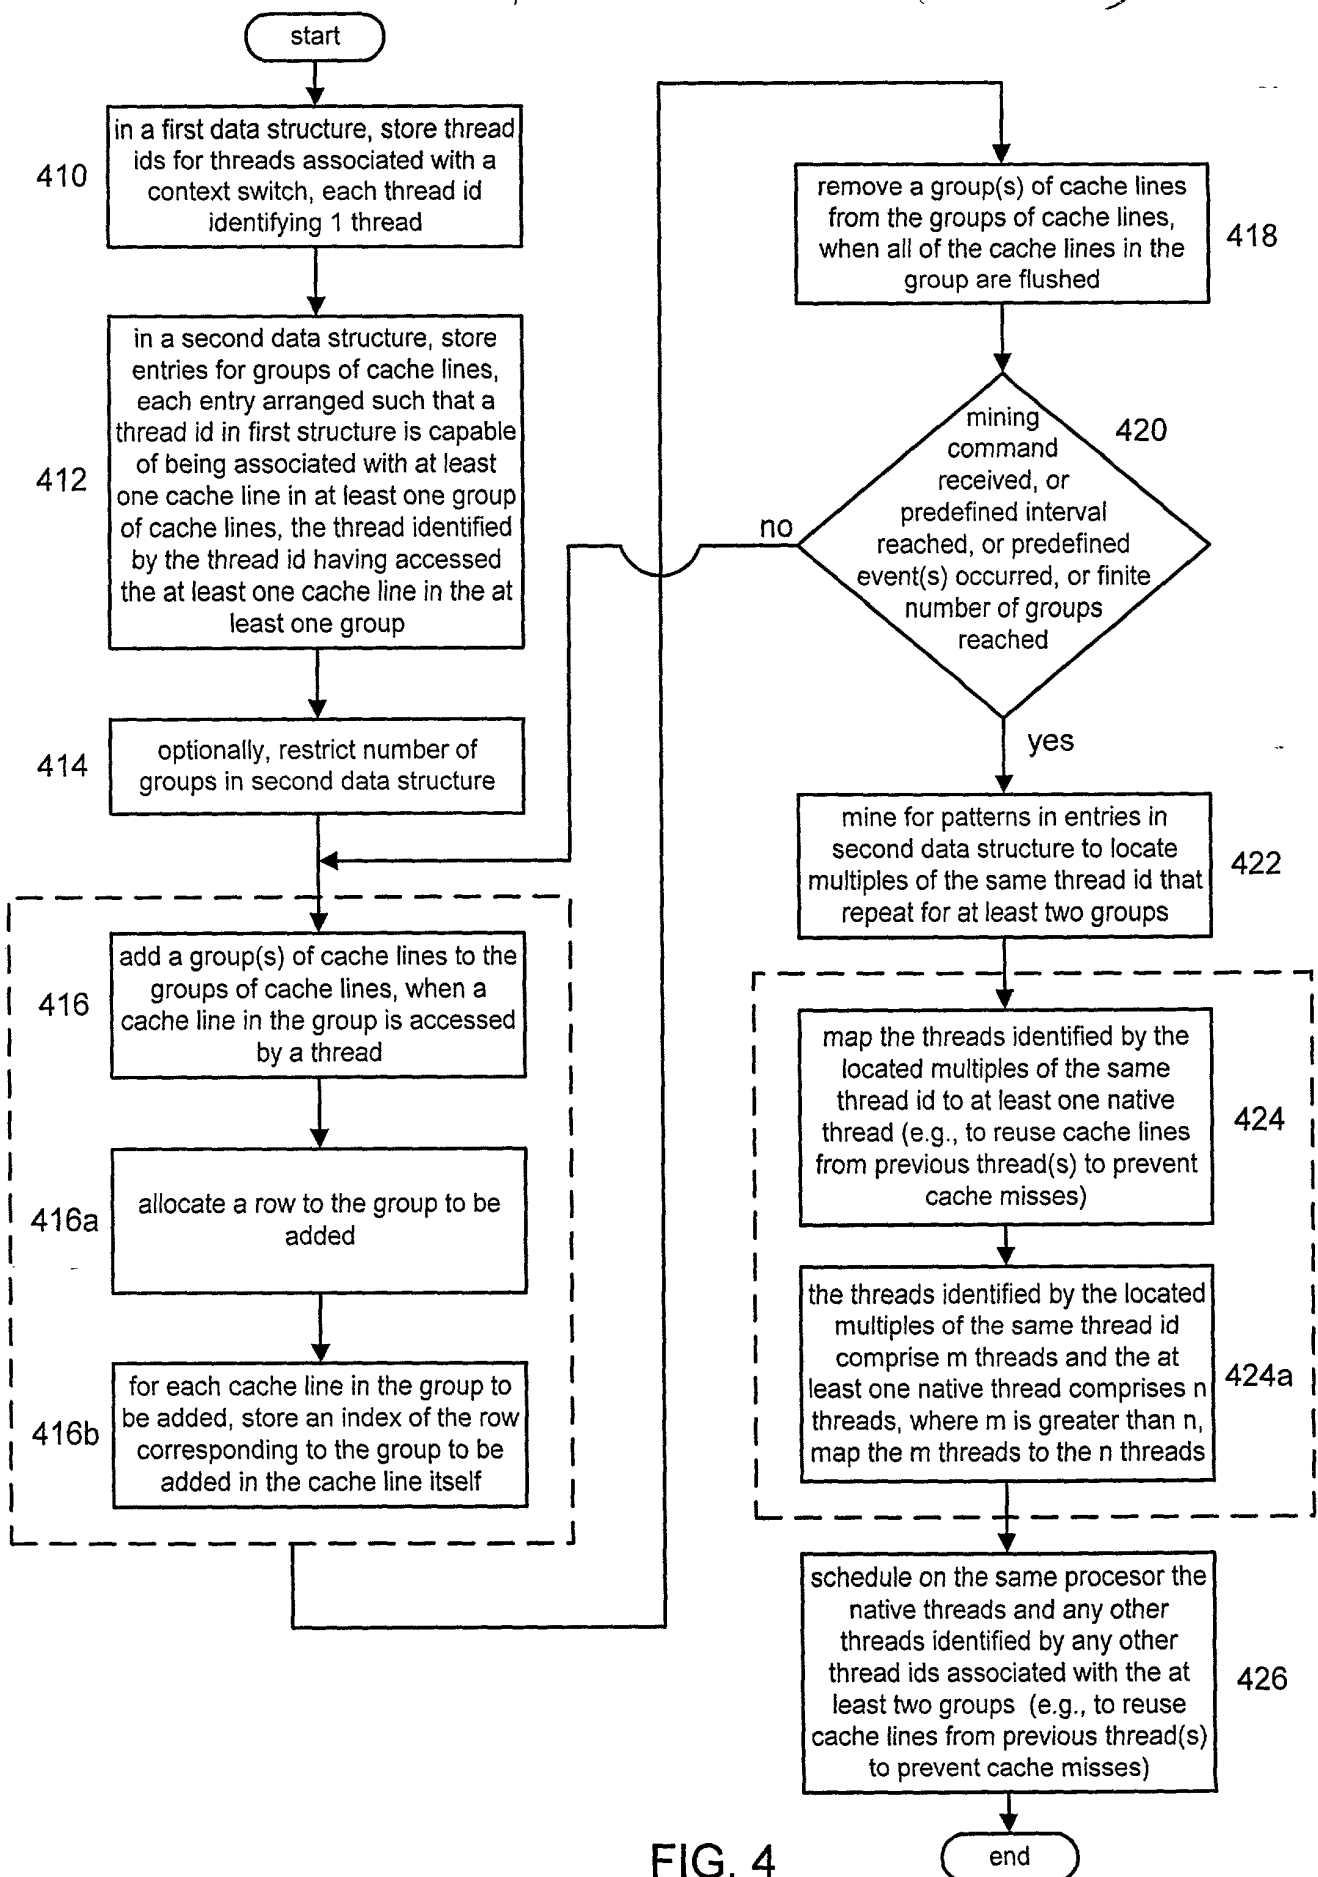 start
410
in a first data structure, store thread
ids for threads associated with a
context switch, each thread id
identifying 1 thread
412
in a second data structure, store
entries for groups of cache lines,
each entry arranged such that a
thread id in first structure is capable
of being associated with at least
one cache line in at least one group
of cache lines, the thread identified
by the thread id having accessed
the at least one cache line in the at
least one group
414
optionally, restrict number of
groups in second data structure
416
add a group(s) of cache lines to the
groups of cache lines, when a
cache line in the group is accessed
by a thread
416a
allocate a row to the group to be
added
416b
for each cache line in the group to
be added, store an index of the row
corresponding to the group to be
added in the cache line itself
remove a group(s) of cache lines
from the groups of cache lines,
when all of the cache lines in the
group are flushed
418
mining
command
received, or
predefined interval
reached, or predefined
event(s) occurred, or finite
number of groups
reached
420
no
yes
mine for patterns in entries in
second data structure to locate
multiples of the same thread id that
repeat for at least two groups
422
map the threads identified by the
located multiples of the same
thread id to at least one native
thread (e.g., to reuse cache lines
from previous thread(s) to prevent
cache misses)
424
the threads identified by the located
multiples of the same thread id
comprise m threads and the at
least one native thread comprises n
threads, where m is greater than n,
map the m threads to the n threads
424a
schedule on the same procesor the
native threads and any other
threads identified by any other
thread ids associated with the at
least two groups (e.g., to reuse
cache lines from previous thread(s)
to prevent cache misses)
426
end
FIG. 4